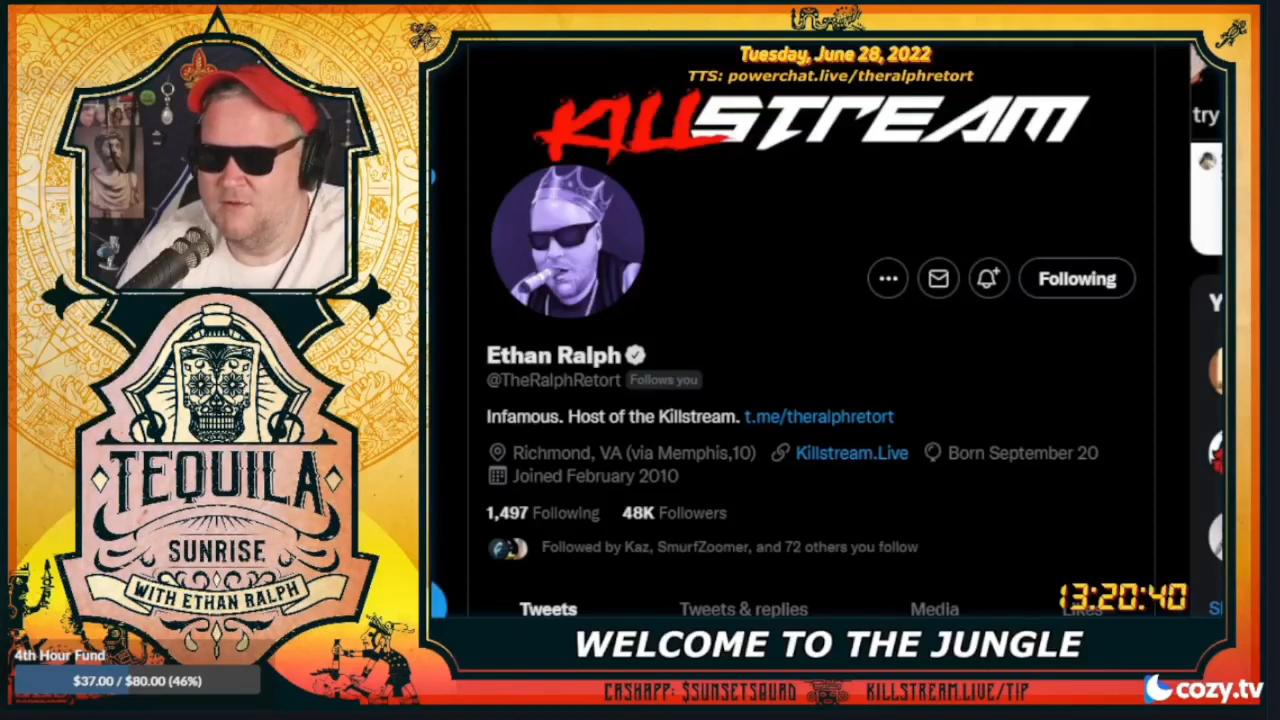 Tuesday, June 28, 2022
TTS: powerchat.live/theralphretort
KILLSTREAM
try
Following
Ethan Ralph
@TheRalphRetort Follows you
Infamous. Host of the Killstream. t.me/theralphretort
Richmond, VA (via Memphis,10) Killstream.Live Born September 20
Joined February 2010
1,497 Following 48K Followers
Followed by Kaz, SmurfZoomer, and 72 others you follow
Tweets Tweets & replies Media Likes
13:20:40
TEQUILA
SUNRISE
WITH ETHAN RALPH
4th Hour Fund
$37.00 / $80.00 (46%)
WELCOME TO THE JUNGLE
CASHAPP: $SUNSETSQUAD KILLSTREAM.LIVE/TIP
cozy.tv